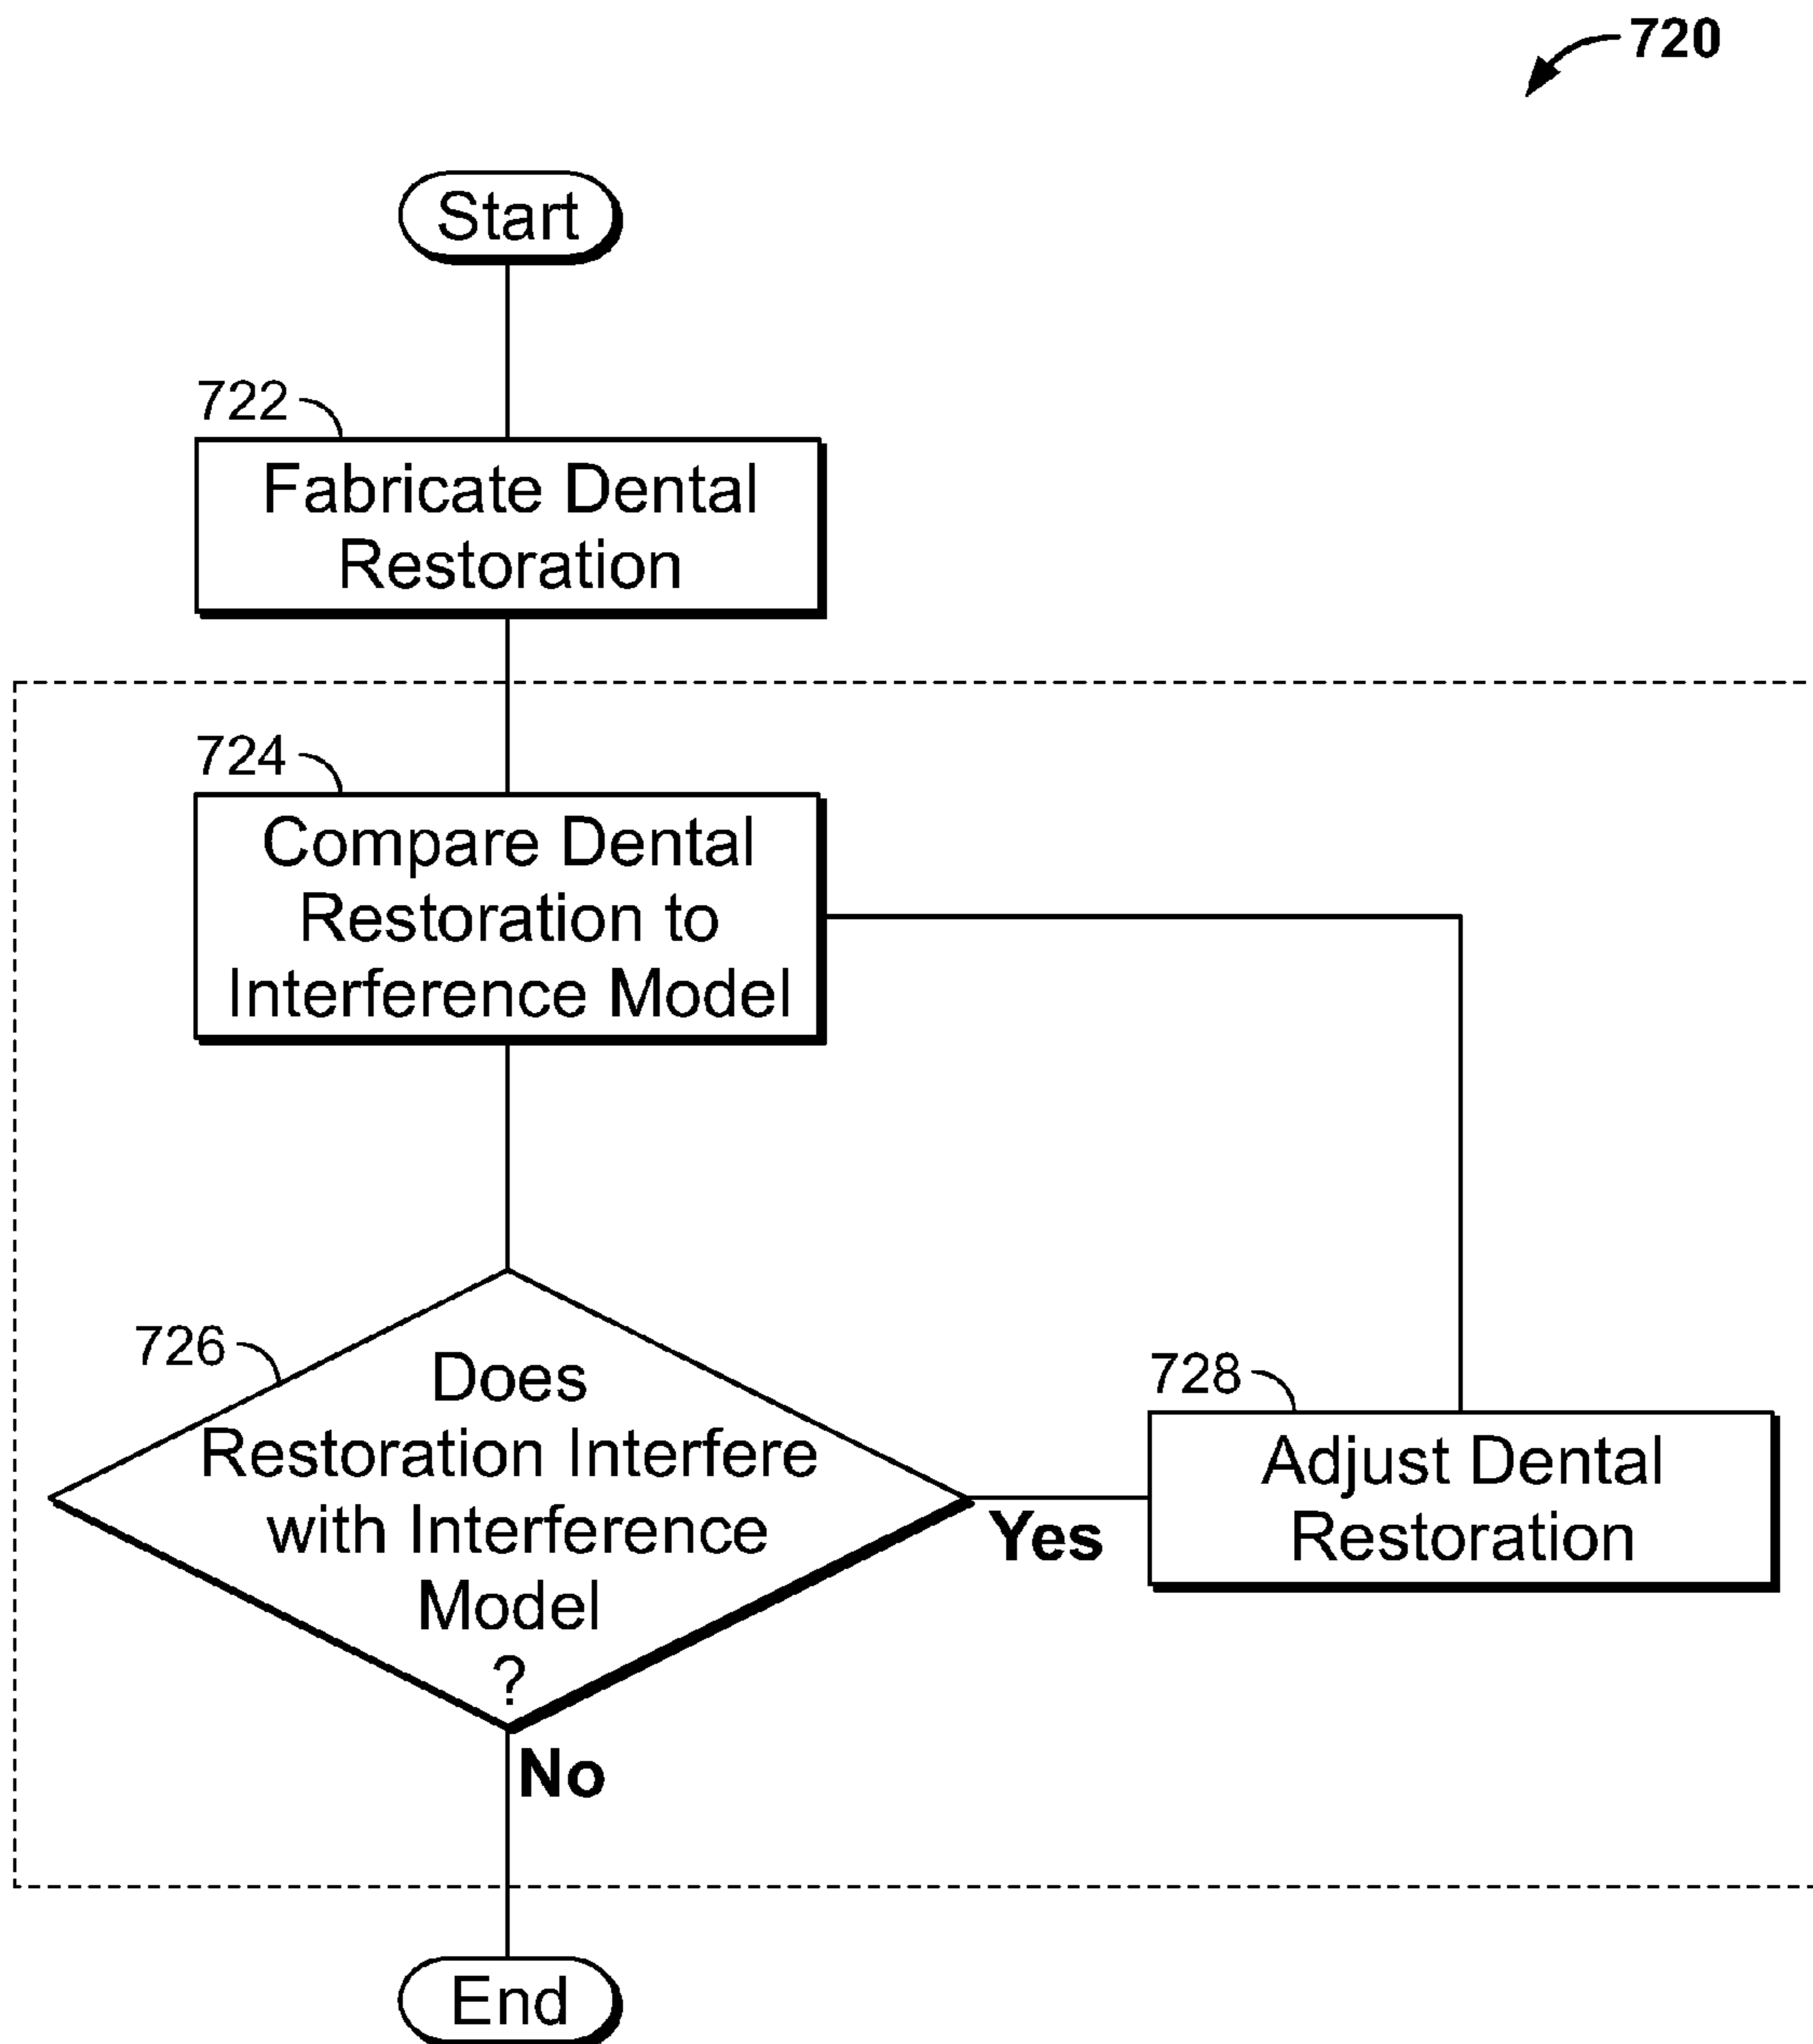 720
Start
722
Fabricate Dental
Restoration
724
Compare Dental
Restoration to
Interference Model
726
Does
Restoration Interfere
with Interference
Model
?
Yes
728
Adjust Dental
Restoration
No
End